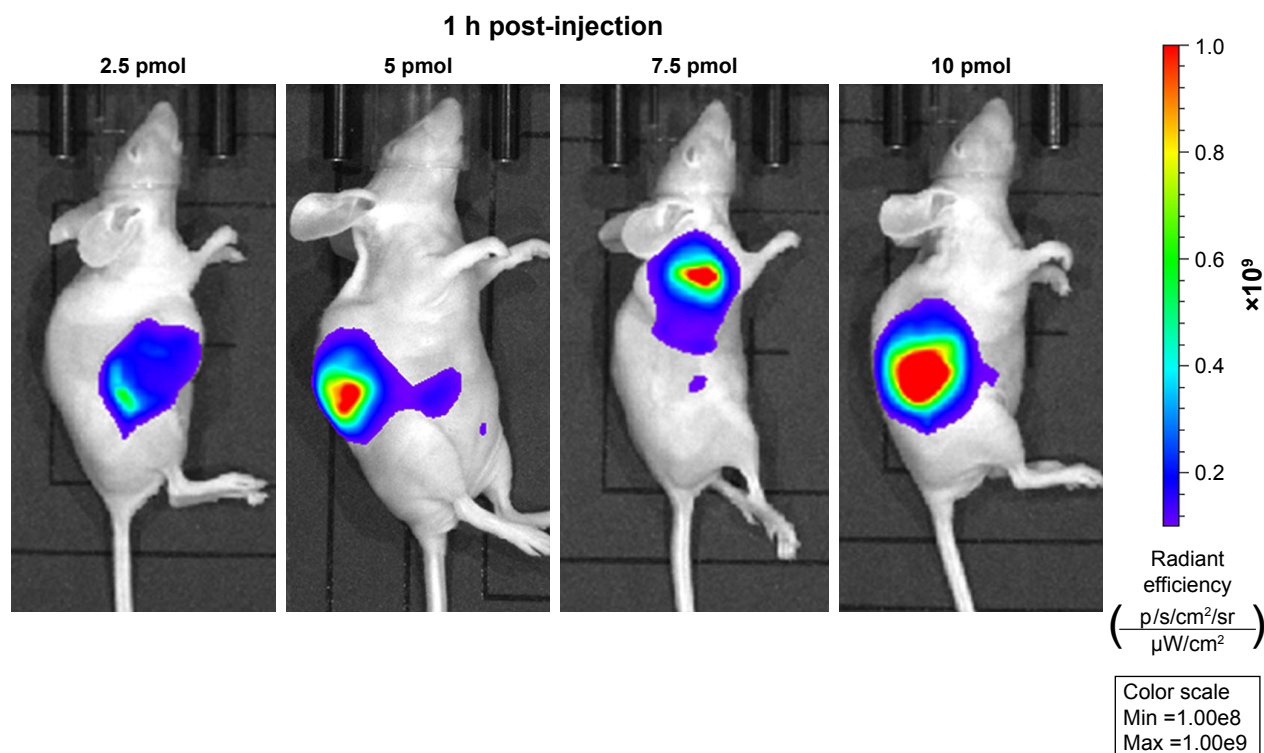 1 h post-injection
2.5 pmol
5 pmol
7.5 pmol
10 pmol
1.0
0.8
0.6
0.4
0.2
×10⁹
Radiant
efficiency
( p/s/cm²/sr )
µW/cm²
Color scale
Min =1.00e8
Max =1.00e9